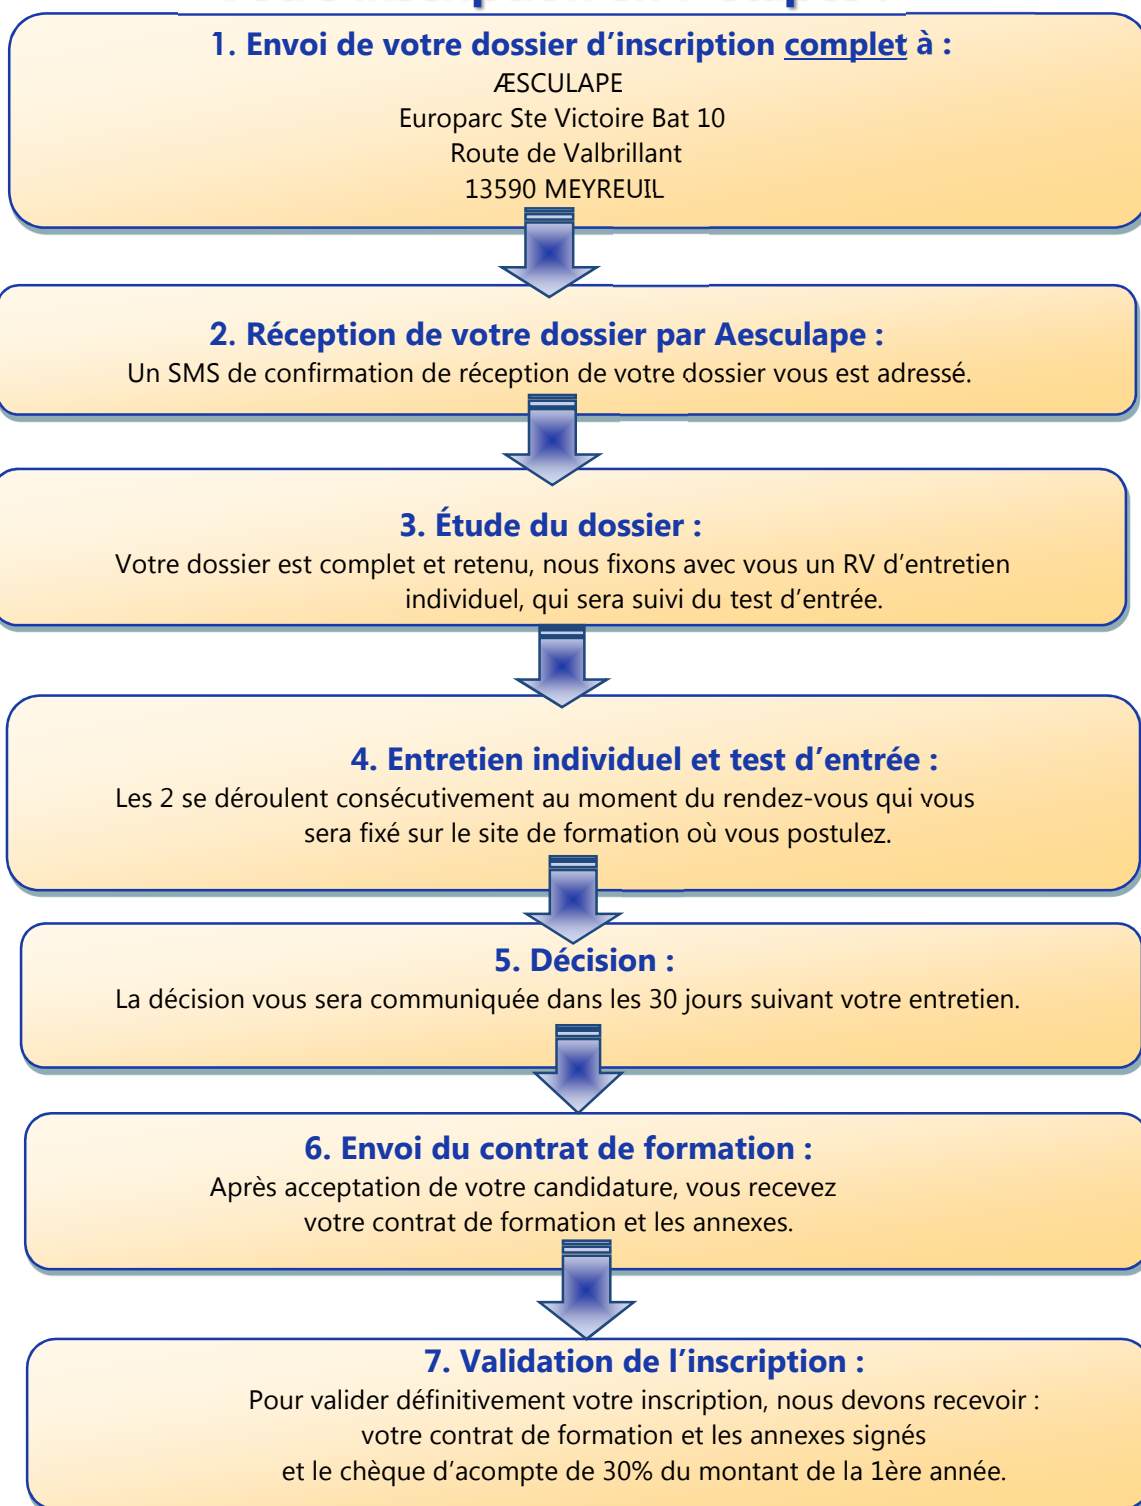 1. Envoi de votre dossier d’inscription complet à :
ÆSCULAPE
Europarc Ste Victoire Bat 10
Route de Valbrillant
13590 MEYREUIL
2. Réception de votre dossier par Aesculape :
Un SMS de confirmation de réception de votre dossier vous est adressé.
3. Étude du dossier :
Votre dossier est complet et retenu, nous fixons avec vous un RV d’entretien
individuel, qui sera suivi du test d’entrée.
4. Entretien individuel et test d’entrée :
Les 2 se déroulent consécutivement au moment du rendez-vous qui vous
sera fixé sur le site de formation où vous postulez.
5. Décision :
La décision vous sera communiquée dans les 30 jours suivant votre entretien.
6. Envoi du contrat de formation :
Après acceptation de votre candidature, vous recevez
votre contrat de formation et les annexes.
7. Validation de l’inscription :
Pour valider définitivement votre inscription, nous devons recevoir :
votre contrat de formation et les annexes signés
et le chèque d’acompte de 30% du montant de la 1ère année.